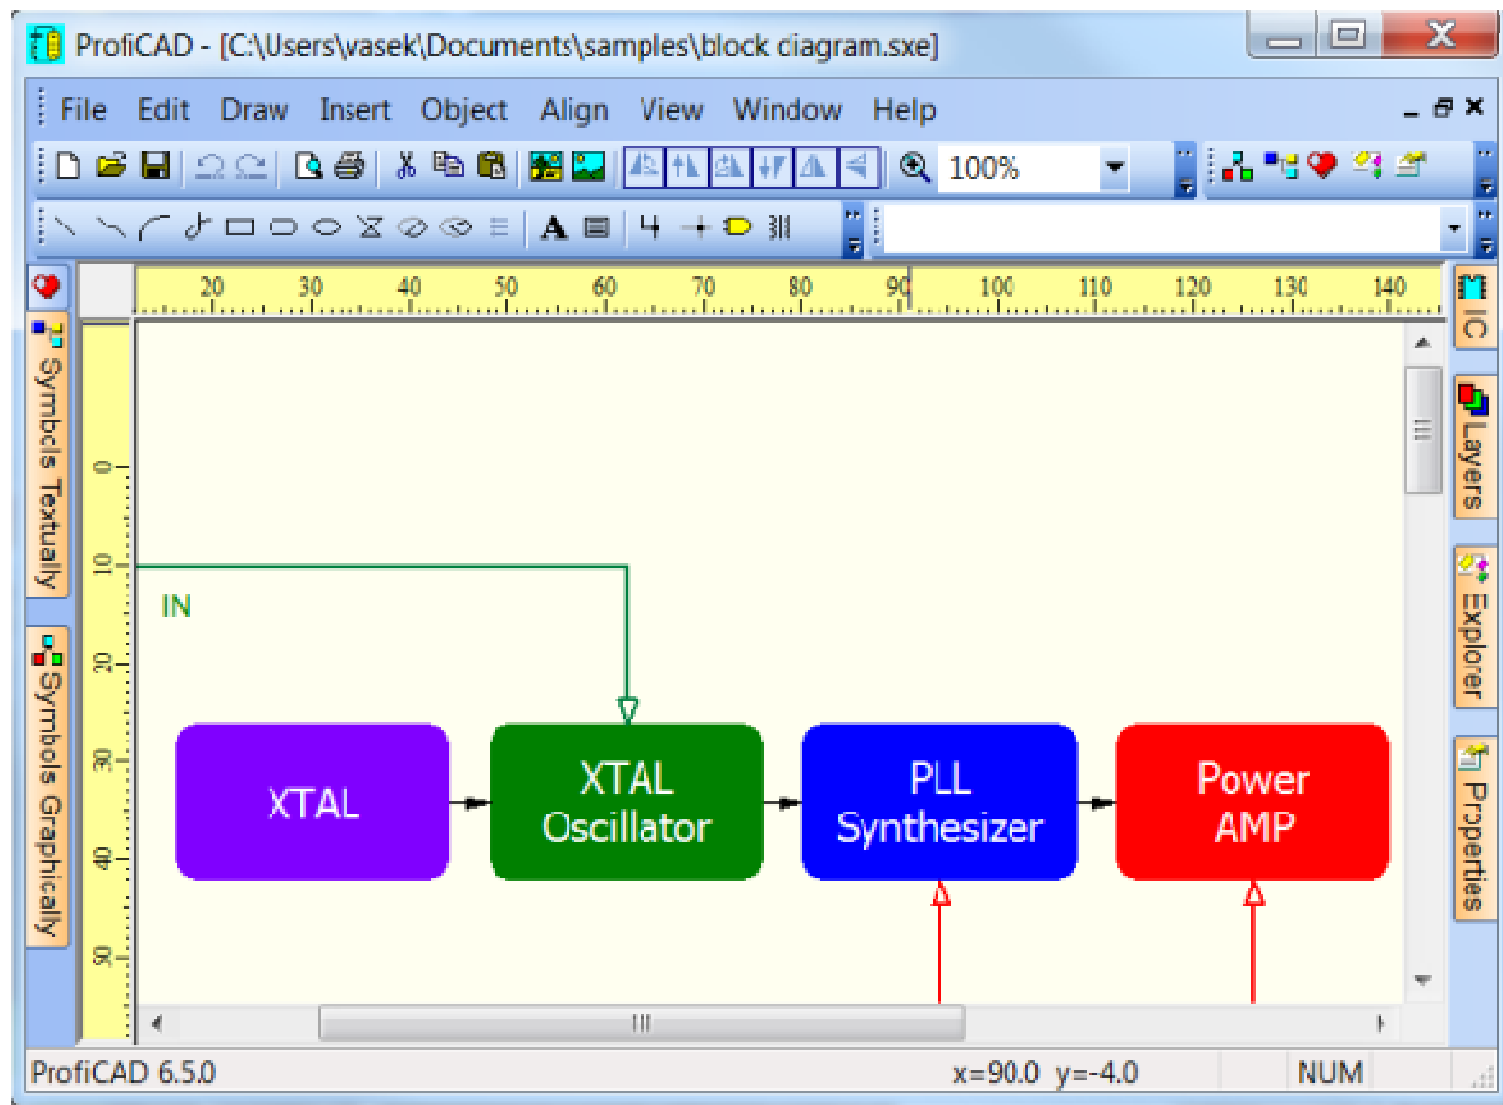 ProfiCAD - [C:\Users\vasek\Documents\samples\block diagram.sxe]
File Edit Draw Insert Object Align View Window Help
100%
A
20 30 40 50 60 70 80 90 100 110 120 130 140
IC
Symbols Textually
Layers
0
10
IN
Explorer
20
Symbols Graphically
30
XTAL
XTAL
Oscillator
PLL
Synthesizer
Power
AMP
Properties
40
50
ProfiCAD 6.5.0
x=90.0 y=-4.0
NUM